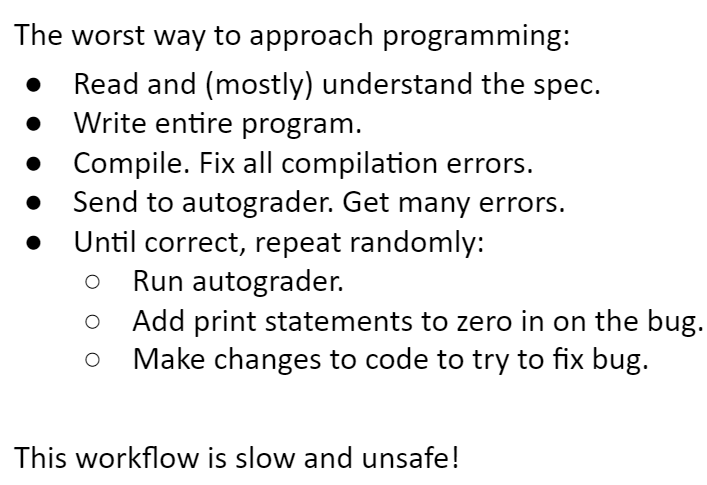 The worst way to approach programming:
● Read and (mostly) understand the spec.
● Write entire program.
● Compile. Fix all compilation errors.
● Send to autograder. Get many errors.
● Until correct, repeat randomly:
○ Run autograder.
○ Add print statements to zero in on the bug.
○ Make changes to code to try to fix bug.
This workflow is slow and unsafe!